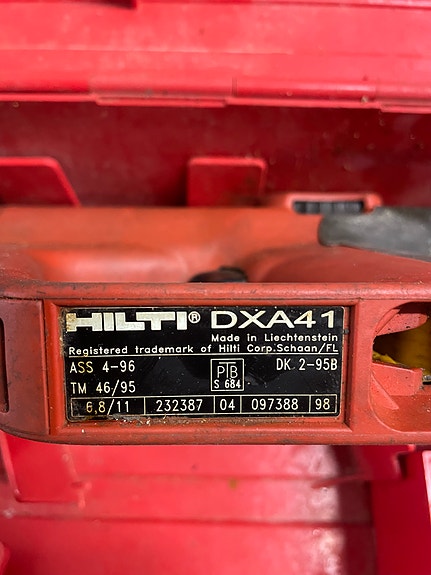 HILTI® DXA41
Made in Liechtenstein
Registered trademark of Hilti Corp.Schaan/FL
ASS 4-96 PTB DK 2-95B
TM 46/95 S 684
6,8/11 232387 04 097388 98